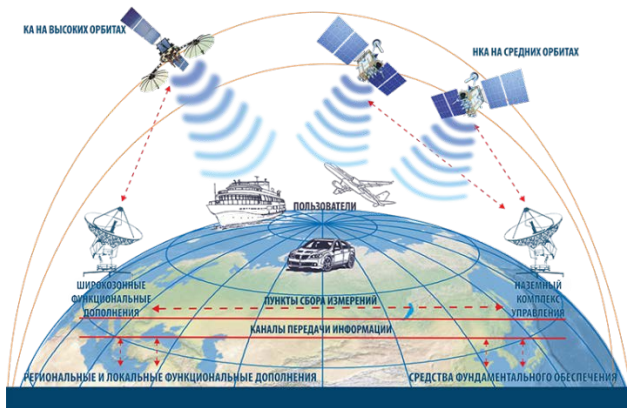 КА НА ВЫСОКИХ ОРБИТАХ
НКА НА СРЕДНИХ ОРБИТАХ
ПОЛЬЗОВАТЕЛИ
ШИРОКОЗОННЫЕ
ФУНКЦИОНАЛЬНЫЕ
ДОПОЛНЕНИЯ
ПУНКТЫ СБОРА ИЗМЕРЕНИЙ
НАЗЕМНЫЙ
КОМПЛЕКС
УПРАВЛЕНИЯ
КАНАЛЫ ПЕРЕДАЧИ ИНФОРМАЦИИ
РЕГИОНАЛЬНЫЕ И ЛОКАЛЬНЫЕ ФУНКЦИОНАЛЬНЫЕ ДОПОЛНЕНИЯ
СРЕДСТВА ФУНДАМЕНТАЛЬНОГО ОБЕСПЕЧЕНИЯ